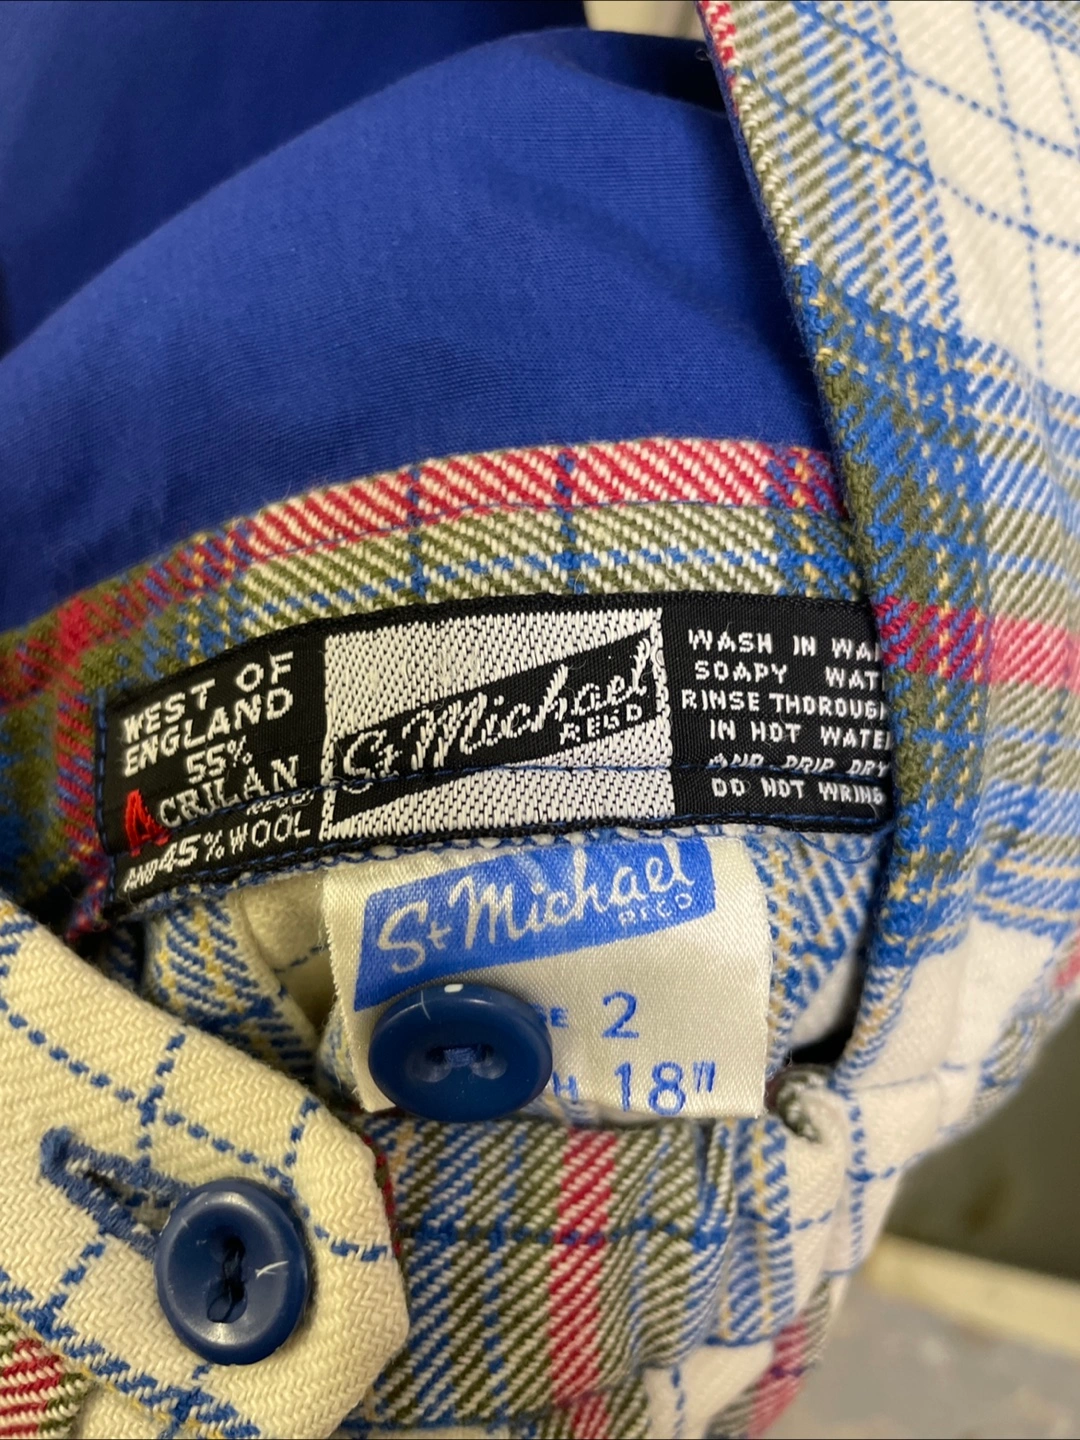 WEST OF
ENGLAND
55%
ACRILAN
REGD.
AND 45% WOOL
St Michael
REGD
WASH IN WA
SOAPY WAT
RINSE THOROUGH
IN HOT WATE
AND DRIP DRY
DO NOT WRING
St Michael
REGD
E 2
H 18"